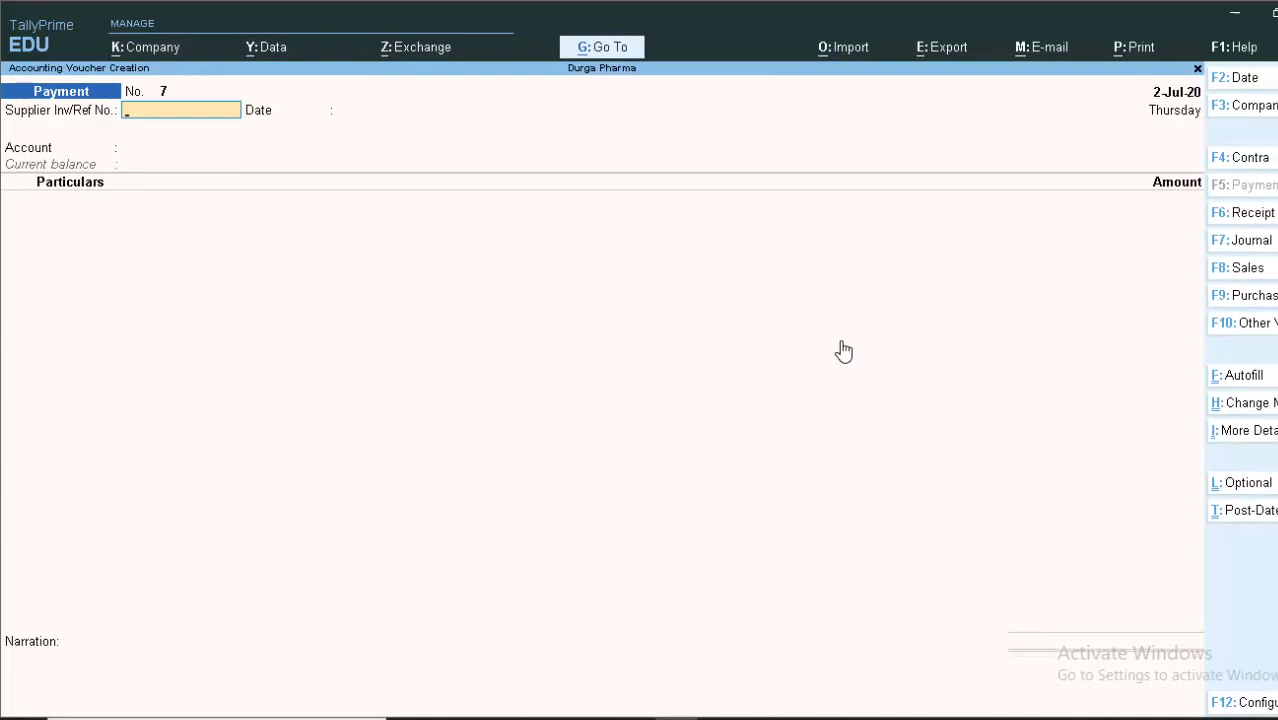 TallyPrime
EDU
MANAGE
K: Company Y: Data Z: Exchange G: Go To O: Import E: Export M: E-mail P: Print F1: Help
Accounting Voucher Creation Durga Pharma x
Payment No. 7 2-Jul-20
Supplier Inv/Ref No.: Date : Thursday
Account :
Current balance :
Particulars Amount
Narration:
F2: Date
F3: Compan
F4: Contra
F5: Paymen
F6: Receipt
F7: Journal
F8: Sales
F9: Purchas
F10: Other V
F: Autofill
H: Change M
I: More Deta
L: Optional
T: Post-Date
F12: Configu
Activate Windows
Go to Settings to activate Window